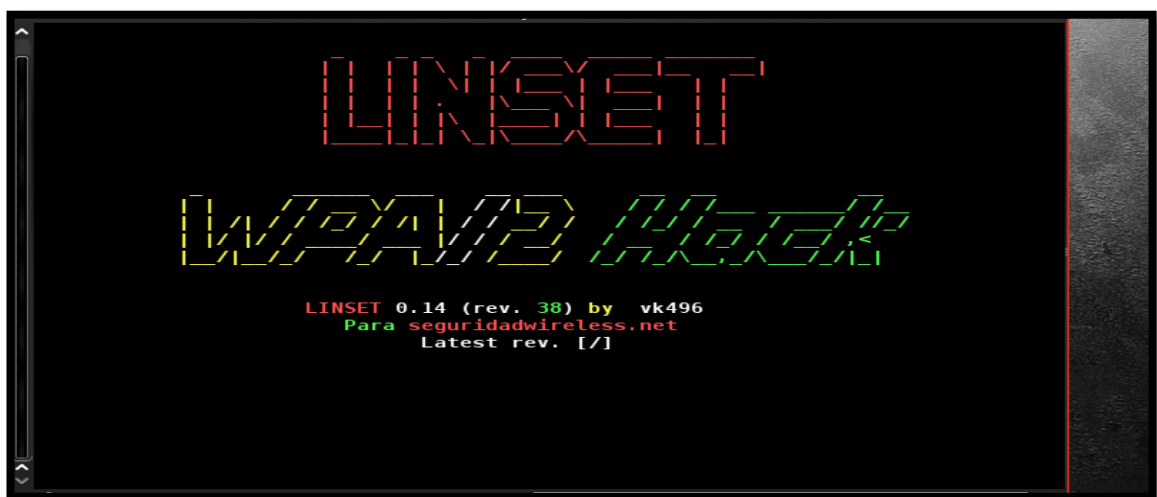 LINSET
WPA/2 Hack
LINSET 0.14 (rev. 38) by vk496
Para seguridadwireless.net
Latest rev. [/]